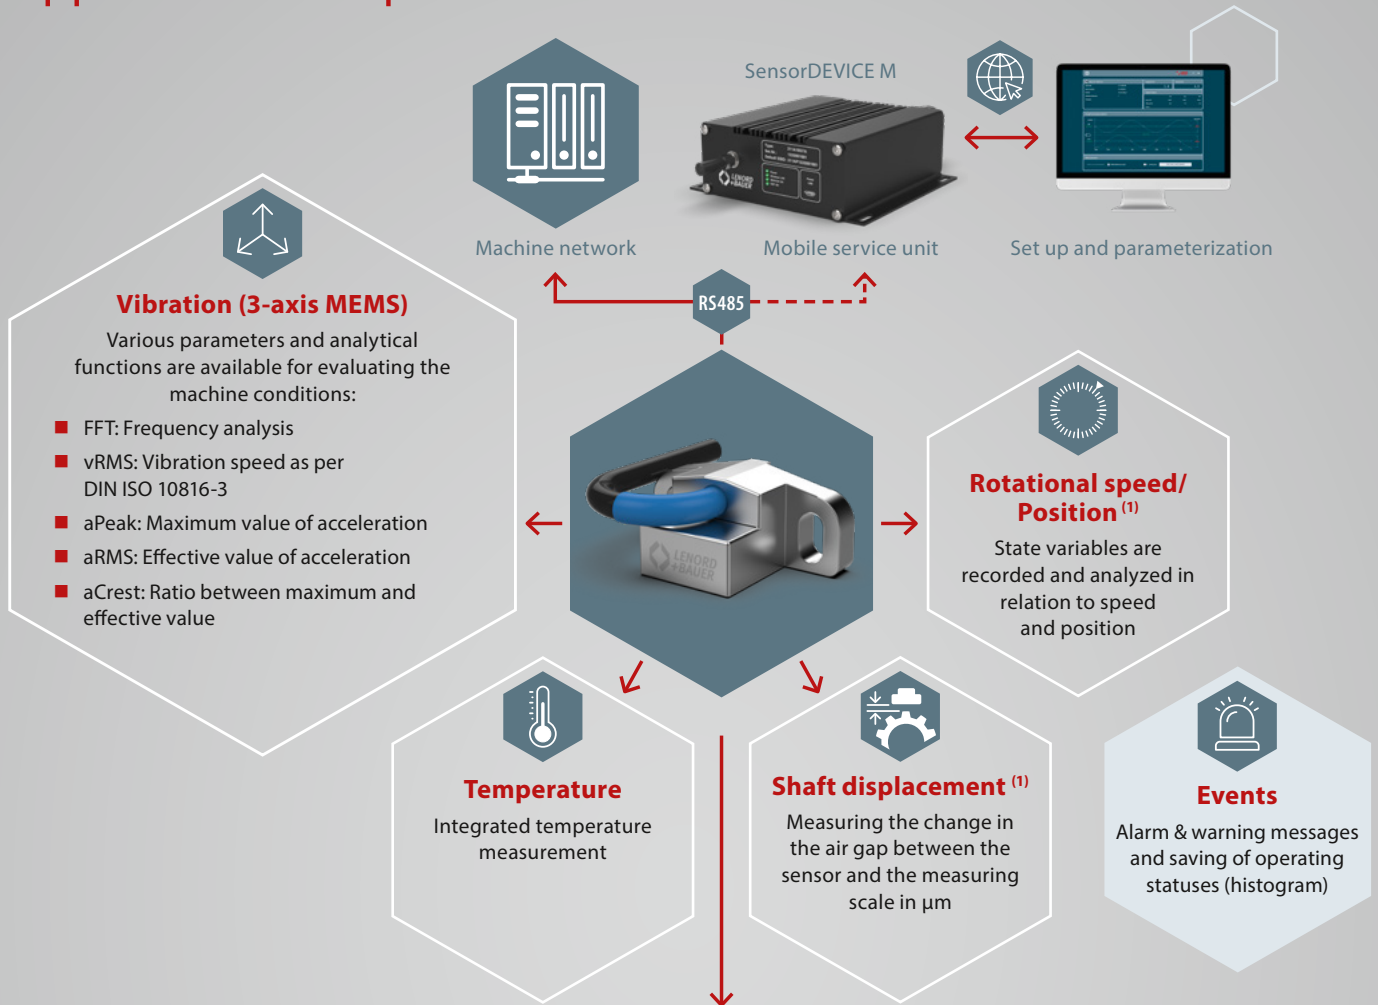 SensorDEVICE M
LENORD
+BAUER
Machine network
Mobile service unit
Set up and parameterization
RS485
Vibration (3-axis MEMS)
Various parameters and analytical
functions are available for evaluating the
machine conditions:
FFT: Frequency analysis
vRMS: Vibration speed as per
DIN ISO 10816-3
aPeak: Maximum value of acceleration
aRMS: Effective value of acceleration
aCrest: Ratio between maximum and
effective value
LENORD
+BAUER
Rotational speed/
Position (1)
State variables are
recorded and analyzed in
relation to speed
and position
Temperature
Integrated temperature
measurement
Shaft displacement (1)
Measuring the change in
the air gap between the
sensor and the measuring
scale in µm
Events
Alarm & warning messages
and saving of operating
statuses (histogram)